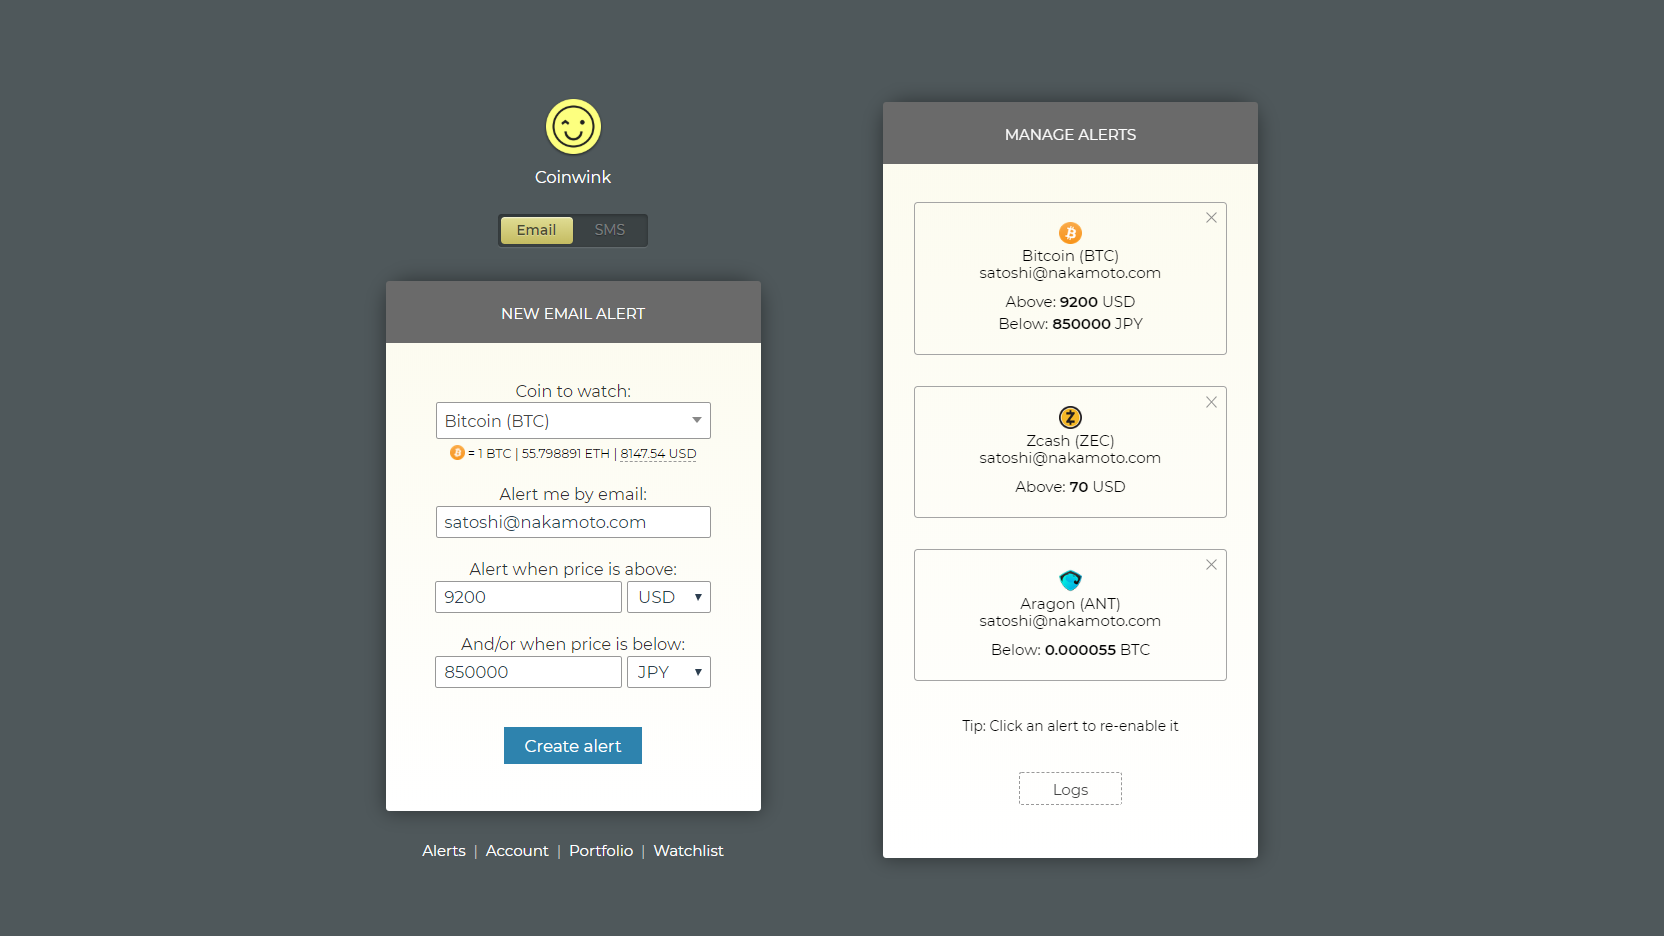 Coinwink
Email SMS
NEW EMAIL ALERT
Coin to watch:
Bitcoin (BTC)
= 1 BTC | 55.798891 ETH | 8147.54 USD
Alert me by email:
satoshi@nakamoto.com
Alert when price is above:
9200 USD
And/or when price is below:
850000 JPY
Create alert
Alerts | Account | Portfolio | Watchlist
MANAGE ALERTS
Bitcoin (BTC)
satoshi@nakamoto.com
Above: 9200 USD
Below: 850000 JPY
Zcash (ZEC)
satoshi@nakamoto.com
Above: 70 USD
Aragon (ANT)
satoshi@nakamoto.com
Below: 0.000055 BTC
Tip: Click an alert to re-enable it
Logs